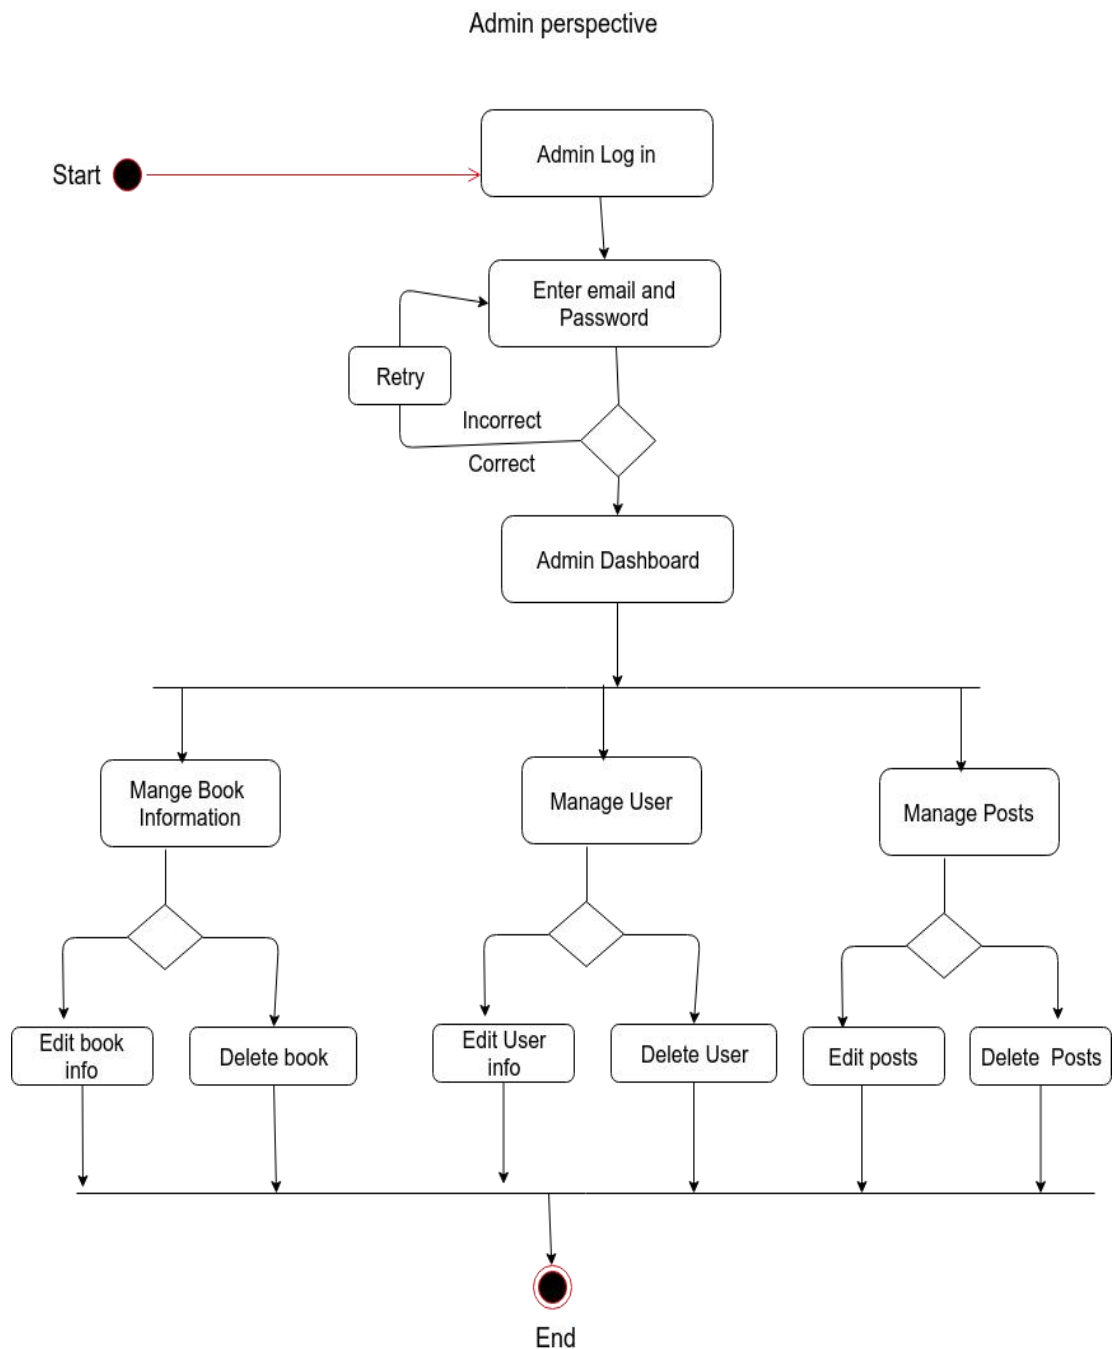 Admin perspective
Admin Log in
Start
Enter email and
Password
Retry
Incorrect
Correct
Admin Dashboard
Mange Book
Information
Manage User
Manage Posts
Edit book
info
Delete book
Edit User
info
Delete User
Edit posts
Delete Posts
End